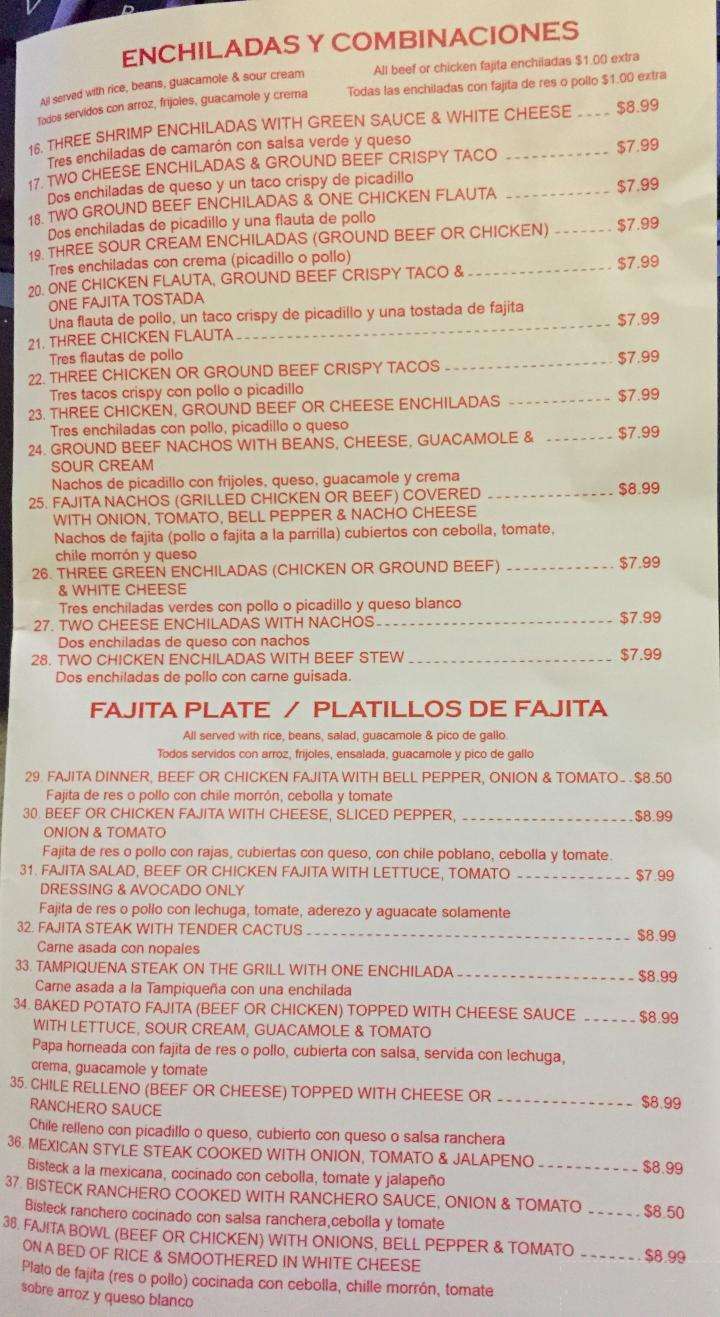 ENCHILADAS Y COMBINACIONES
All served with rice, beans, guacamole & sour cream
All beef or chicken fajita enchiladas $1.00 extra
Todos servidos con arroz, frijoles, guacamole y crema
Todas las enchiladas con fajita de res o pollo $1.00 extra
16. THREE SHRIMP ENCHILADAS WITH GREEN SAUCE & WHITE CHEESE .... $8.99
Tres enchiladas de camarón con salsa verde y queso
17. TWO CHEESE ENCHILADAS & GROUND BEEF CRISPY TACO ------------ $7.99
Dos enchiladas de queso y un taco crispy de picadillo
18. TWO GROUND BEEF ENCHILADAS & ONE CHICKEN FLAUTA ------------ $7.99
Dos enchiladas de picadillo y una flauta de pollo
19. THREE SOUR CREAM ENCHILADAS (GROUND BEEF OR CHICKEN) ------- $7.99
Tres enchiladas con crema (picadillo o pollo)
20. ONE CHICKEN FLAUTA, GROUND BEEF CRISPY TACO & ---------------- $7.99
ONE FAJITA TOSTADA
Una flauta de pollo, un taco crispy de picadillo y una tostada de fajita
21. THREE CHICKEN FLAUTA------------------------------------------ $7.99
Tres flautas de pollo
22. THREE CHICKEN OR GROUND BEEF CRISPY TACOS ------------------- $7.99
Tres tacos crispy con pollo o picadillo
23. THREE CHICKEN, GROUND BEEF OR CHEESE ENCHILADAS ------------ $7.99
Tres enchiladas con pollo, picadillo o queso
24. GROUND BEEF NACHOS WITH BEANS, CHEESE, GUACAMOLE & -------- $7.99
SOUR CREAM
Nachos de picadillo con frijoles, queso, guacamole y crema
25. FAJITA NACHOS (GRILLED CHICKEN OR BEEF) COVERED -------------- $8.99
WITH ONION, TOMATO, BELL PEPPER & NACHO CHEESE
Nachos de fajita (pollo o fajita a la parrilla) cubiertos con cebolla, tomate,
chile morrón y queso
26. THREE GREEN ENCHILADAS (CHICKEN OR GROUND BEEF) ------------ $7.99
& WHITE CHEESE
Tres enchiladas verdes con pollo o picadillo y queso blanco
27. TWO CHEESE ENCHILADAS WITH NACHOS-------------------------- $7.99
Dos enchiladas de queso con nachos
28. TWO CHICKEN ENCHILADAS WITH BEEF STEW ---------------------- $7.99
Dos enchiladas de pollo con carne guisada.
FAJITA PLATE / PLATILLOS DE FAJITA
All served with rice, beans, salad, guacamole & pico de gallo.
Todos servidos con arroz, frijoles, ensalada, guacamole y pico de gallo
29. FAJITA DINNER, BEEF OR CHICKEN FAJITA WITH BELL PEPPER, ONION & TOMATO--$8.50
Fajita de res o pollo con chile morrón, cebolla y tomate
30. BEEF OR CHICKEN FAJITA WITH CHEESE, SLICED PEPPER, ------------------$8.99
ONION & TOMATO
Fajita de res o pollo con rajas, cubiertas con queso, con chile poblano, cebolla y tomate.
31. FAJITA SALAD, BEEF OR CHICKEN FAJITA WITH LETTUCE, TOMATO ------------ $7.99
DRESSING & AVOCADO ONLY
Fajita de res o pollo con lechuga, tomate, aderezo y aguacate solamente
32. FAJITA STEAK WITH TENDER CACTUS----------------------------------- $8.99
Carne asada con nopales
33. TAMPIQUENA STEAK ON THE GRILL WITH ONE ENCHILADA------------------- $8.99
Carne asada a la Tampiqueña con una enchilada
34. BAKED POTATO FAJITA (BEEF OR CHICKEN) TOPPED WITH CHEESE SAUCE ------$8.99
WITH LETTUCE, SOUR CREAM, GUACAMOLE & TOMATO
Papa horneada con fajita de res o pollo, cubierta con salsa, servida con lechuga,
crema, guacamole y tomate
35. CHILE RELLENO (BEEF OR CHEESE) TOPPED WITH CHEESE OR --------------- $8.99
RANCHERO SAUCE
Chile relleno con picadillo o queso, cubierto con queso o salsa ranchera
36. MEXICAN STYLE STEAK COOKED WITH ONION, TOMATO & JALAPENO ---------- $8.99
Bisteck a la mexicana, cocinado con cebolla, tomate y jalapeño
37. BISTECK RANCHERO COOKED WITH RANCHERO SAUCE, ONION & TOMATO ------ $8.50
Bisteck ranchero cocinado con salsa ranchera,cebolla y tomate
38. FAJITA BOWL (BEEF OR CHICKEN) WITH ONIONS, BELL PEPPER & TOMATO -------$8.99
ON A BED OF RICE & SMOOTHERED IN WHITE CHEESE
Plato de fajita (res o pollo) cocinada con cebolla, chille morrón, tomate
sobre arroz y queso blanco